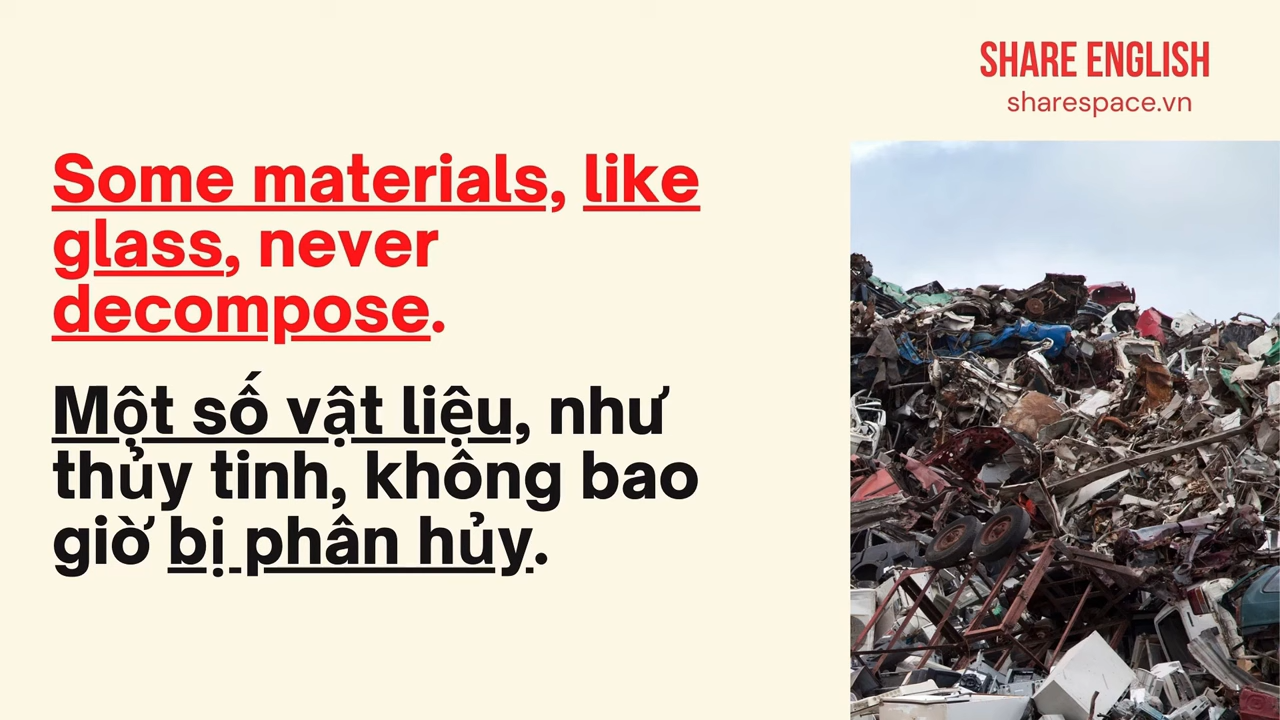 SHARE ENGLISH
sharespace.vn
Some materials, like
glass, never
decompose.
Một số vật liệu, như
thủy tinh, không bao
giờ bị phân hủy.